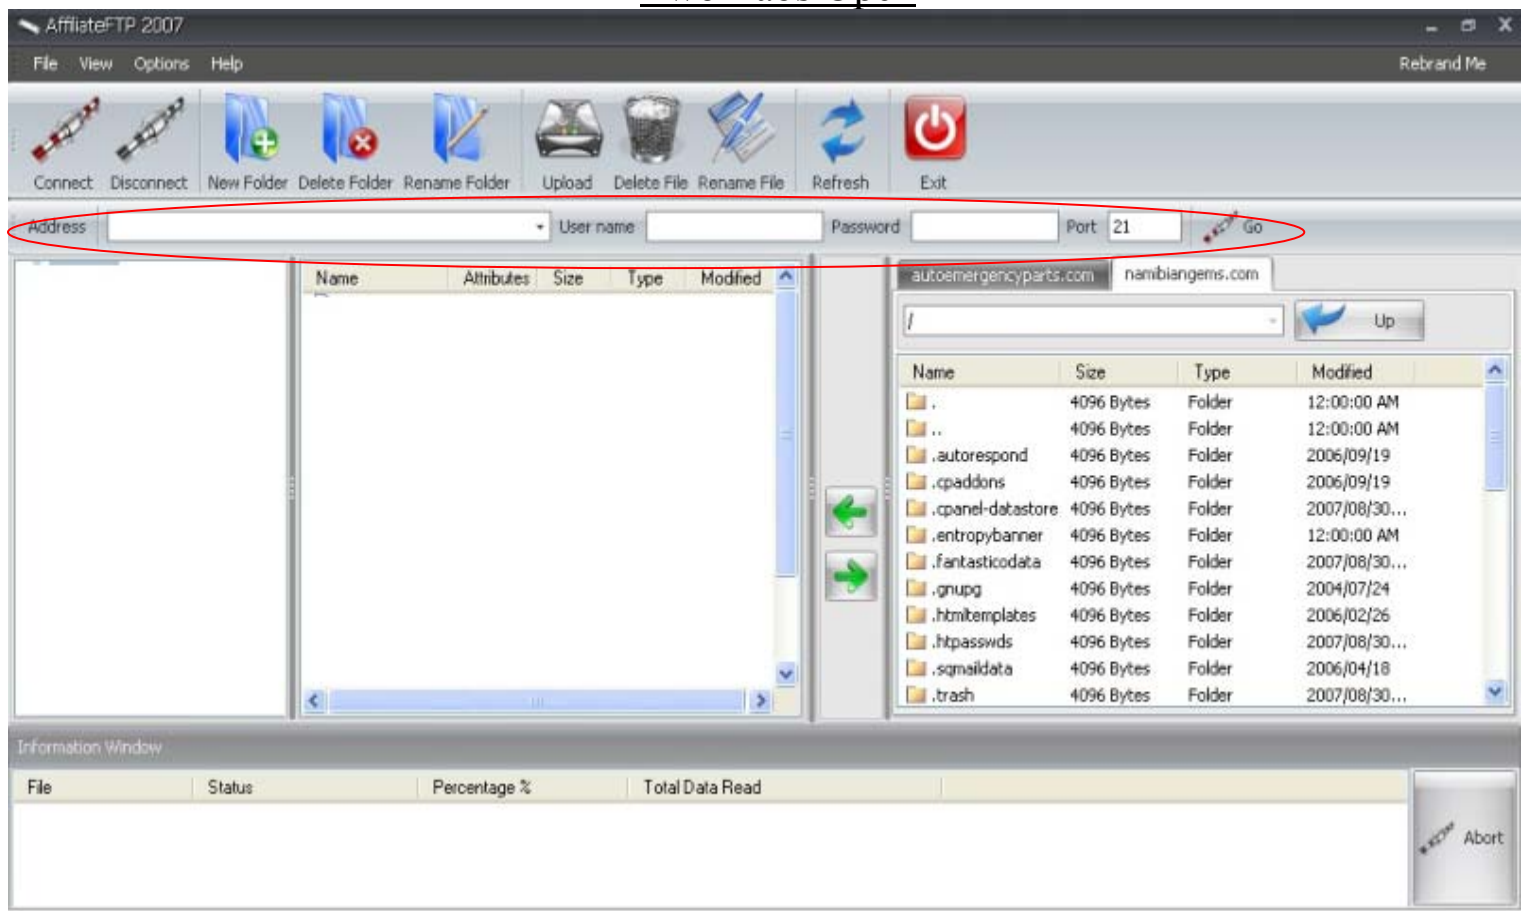 AffiliateFTP 2007
File View Options Help Rebrand Me
Connect Disconnect New Folder Delete Folder Rename Folder Upload Delete File Rename File Refresh Exit
Address User name Password Port 21 Go
Name Attributes Size Type Modified
autoemergencyparts.com namibiangems.com
/ Up
Name Size Type Modified
. 4096 Bytes Folder 12:00:00 AM
.. 4096 Bytes Folder 12:00:00 AM
.autorespond 4096 Bytes Folder 2006/09/19
.cpaddons 4096 Bytes Folder 2006/09/19
.cpanel-datastore 4096 Bytes Folder 2007/08/30...
.entropybanner 4096 Bytes Folder 12:00:00 AM
.fantasticodata 4096 Bytes Folder 2007/08/30...
.gnupg 4096 Bytes Folder 2004/07/24
.htmltemplates 4096 Bytes Folder 2006/02/26
.htpasswds 4096 Bytes Folder 2007/08/30...
.sqmaildata 4096 Bytes Folder 2006/04/18
.trash 4096 Bytes Folder 2007/08/30...
Information Window
File Status Percentage % Total Data Read
Abort